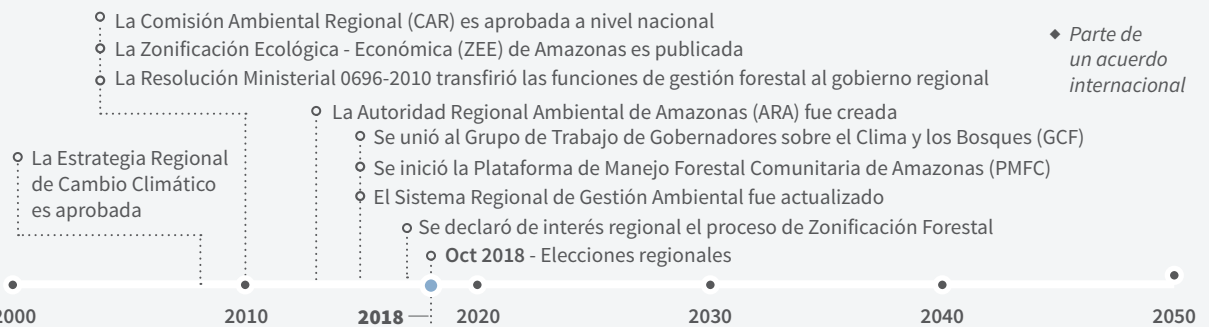 La Comisión Ambiental Regional (CAR) es aprobada a nivel nacional
La Zonificación Ecológica - Económica (ZEE) de Amazonas es publicada
La Resolución Ministerial 0696-2010 transfirió las funciones de gestión forestal al gobierno regional
Parte de
un acuerdo
internacional
La Autoridad Regional Ambiental de Amazonas (ARA) fue creada
Se unió al Grupo de Trabajo de Gobernadores sobre el Clima y los Bosques (GCF)
Se inició la Plataforma de Manejo Forestal Comunitaria de Amazonas (PMFC)
El Sistema Regional de Gestión Ambiental fue actualizado
La Estrategia Regional
de Cambio Climático
es aprobada
Se declaró de interés regional el proceso de Zonificación Forestal
Oct 2018 - Elecciones regionales
2000 2010 2018 2020 2030 2040 2050